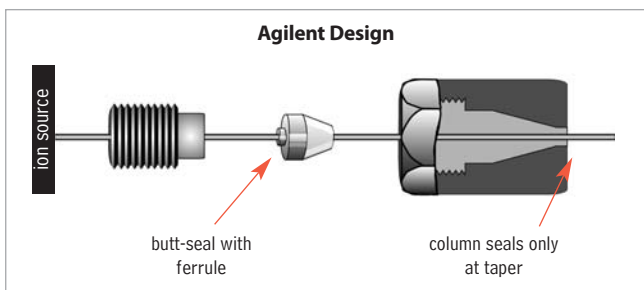 Agilent Design
ion source
butt-seal with
ferrule
column seals only
at taper